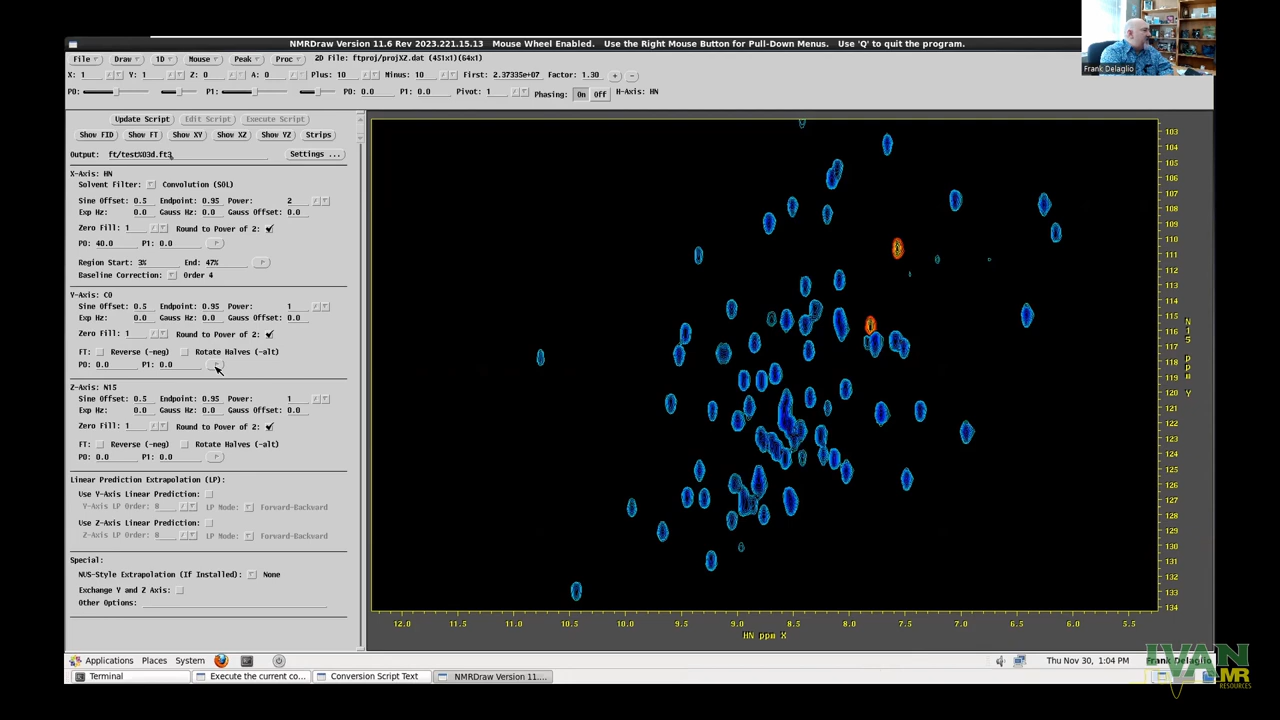 Frank Delaglio
NMRDraw Version 11.6 Rev 2023.221.15.13 Mouse Wheel Enabled. Use the Right Mouse Button for Pull-Down Menus. Use 'Q' to quit the program.
File Draw 1D Mouse Peak Proc 2D File: ftproj/projXZ.dat (451x1)(64x1)
X: 1 Y: 1 Z: 0 A: 0 Plus: 10 Minus: 10 First: 2.37335e+07 Factor: 1.30 + -
P0: P1: P0: 0.0 P1: 0.0 Pivot: 1 Phasing: On Off H-Axis: HN
Update Script Edit Script Execute Script
Show FID Show FT Show XY Show XZ Show YZ Strips
Output: ft/test%03d.ft3 Settings ...
X-Axis: HN
Solvent Filter: Convolution (SOL)
Sine Offset: 0.5 Endpoint: 0.95 Power: 2
Exp Hz: 0.0 Gauss Hz: 0.0 Gauss Offset: 0.0
Zero Fill: 1 Round to Power of 2:
P0: 40.0 P1: 0.0
Region Start: 3% End: 47%
Baseline Correction: Order 4
Y-Axis: CO
Sine Offset: 0.5 Endpoint: 0.95 Power: 1
Exp Hz: 0.0 Gauss Hz: 0.0 Gauss Offset: 0.0
Zero Fill: 1 Round to Power of 2:
FT: Reverse (-neg) Rotate Halves (-alt)
P0: 0.0 P1: 0.0
Z-Axis: N15
Sine Offset: 0.5 Endpoint: 0.95 Power: 1
Exp Hz: 0.0 Gauss Hz: 0.0 Gauss Offset: 0.0
Zero Fill: 1 Round to Power of 2:
FT: Reverse (-neg) Rotate Halves (-alt)
P0: 0.0 P1: 0.0
Linear Prediction Extrapolation (LP):
Use Y-Axis Linear Prediction:
Y-Axis LP Order: 8 LP Mode: Forward-Backward
Use Z-Axis Linear Prediction:
Z-Axis LP Order: 8 LP Mode: Forward-Backward
Special:
NUS-Style Extrapolation (If Installed): None
Exchange Y and Z Axis:
Other Options:
103
104
105
106
107
108
109
110
111
112
113
114
115
116
117
118
119
120
121
122
123
124
125
126
127
128
129
130
131
132
133
134
N15 ppm Y
12.0 11.5 11.0 10.5 10.0 9.5 9.0 8.5 8.0 7.5 7.0 6.5 6.0 5.5
HN ppm X
Applications Places System Thu Nov 30, 1:04 PM Frank Delaglio
Terminal Execute the current co... Conversion Script Text NMRDraw Version 11....
IVAN
NMR
RESOURCES